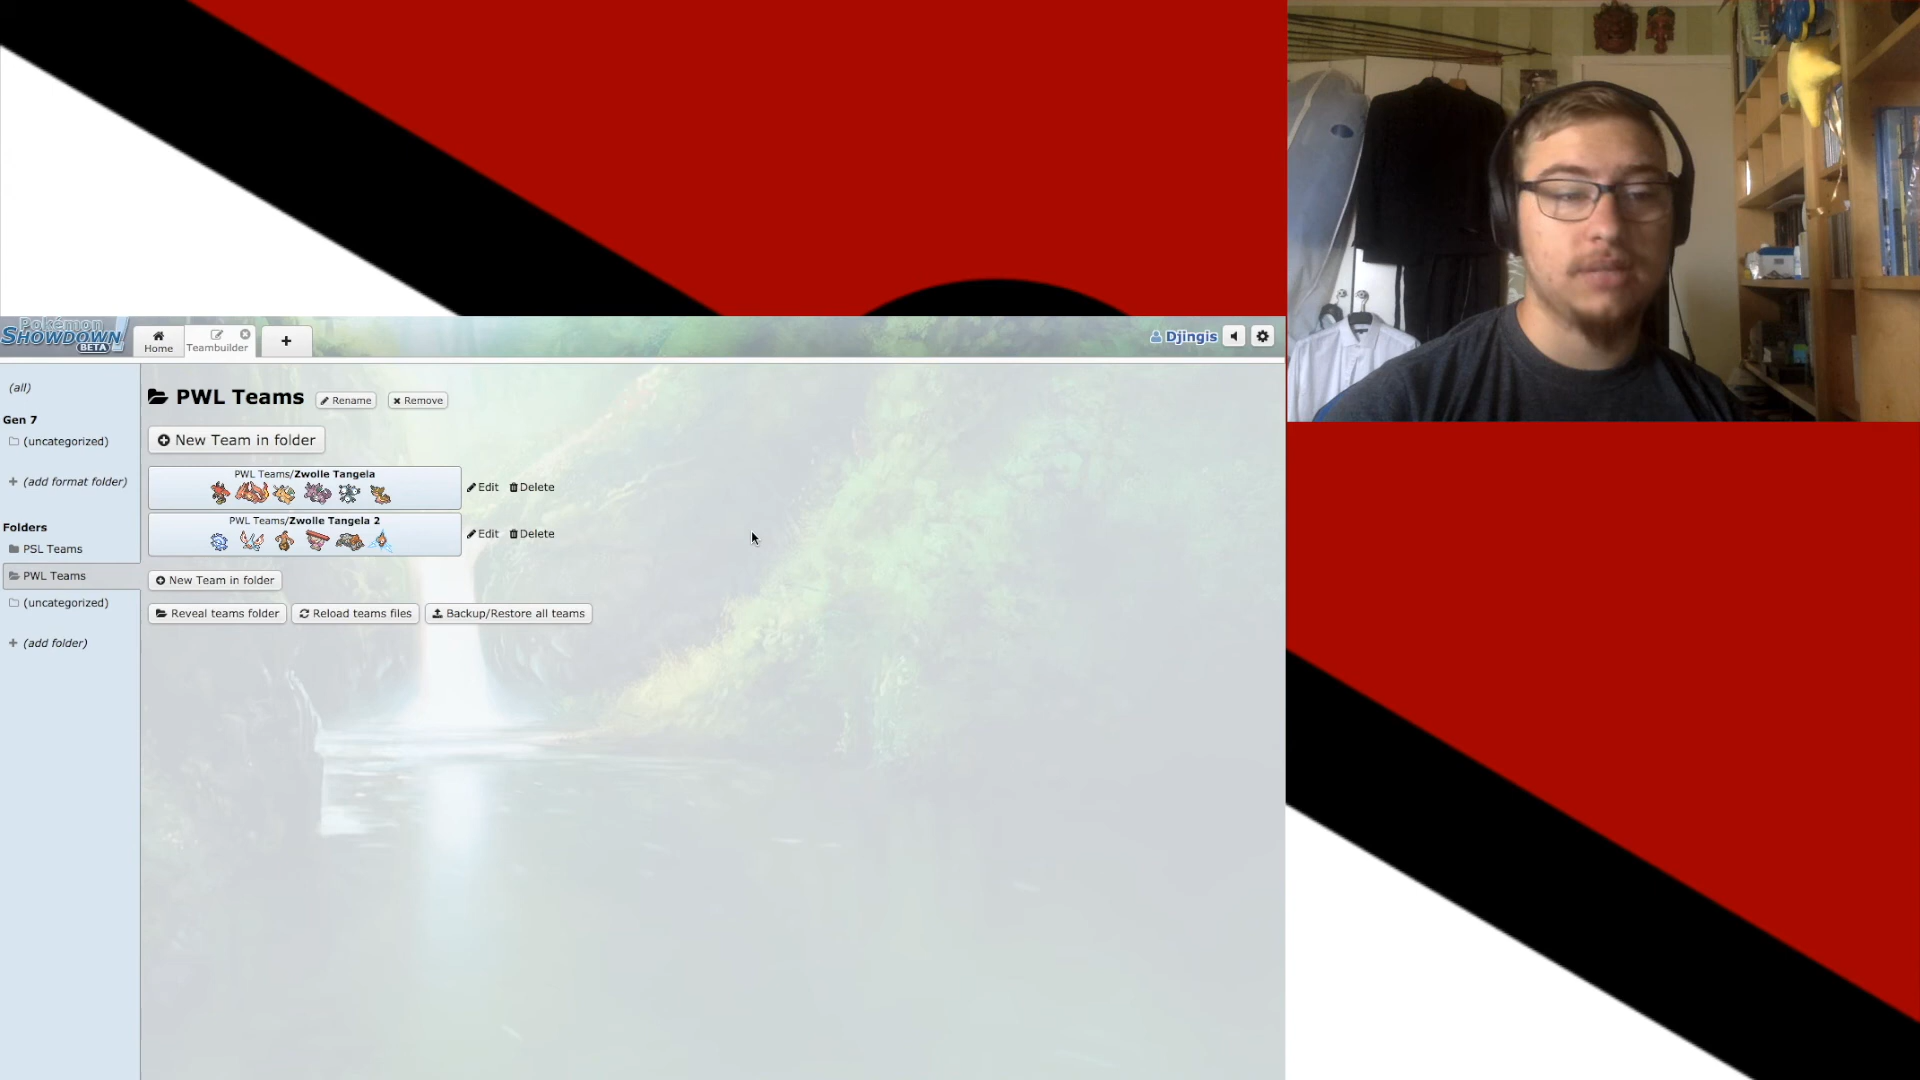 Pokémon
SHOWDOWN!
BETA
Home
Teambuilder
+
Djingis
(all)
Gen 7
(uncategorized)
+ (add format folder)
Folders
PSL Teams
PWL Teams
(uncategorized)
+ (add folder)
PWL Teams
Rename
Remove
New Team in folder
PWL Teams/Zwolle Tangela
Edit
Delete
PWL Teams/Zwolle Tangela 2
Edit
Delete
New Team in folder
Reveal teams folder
Reload teams files
Backup/Restore all teams